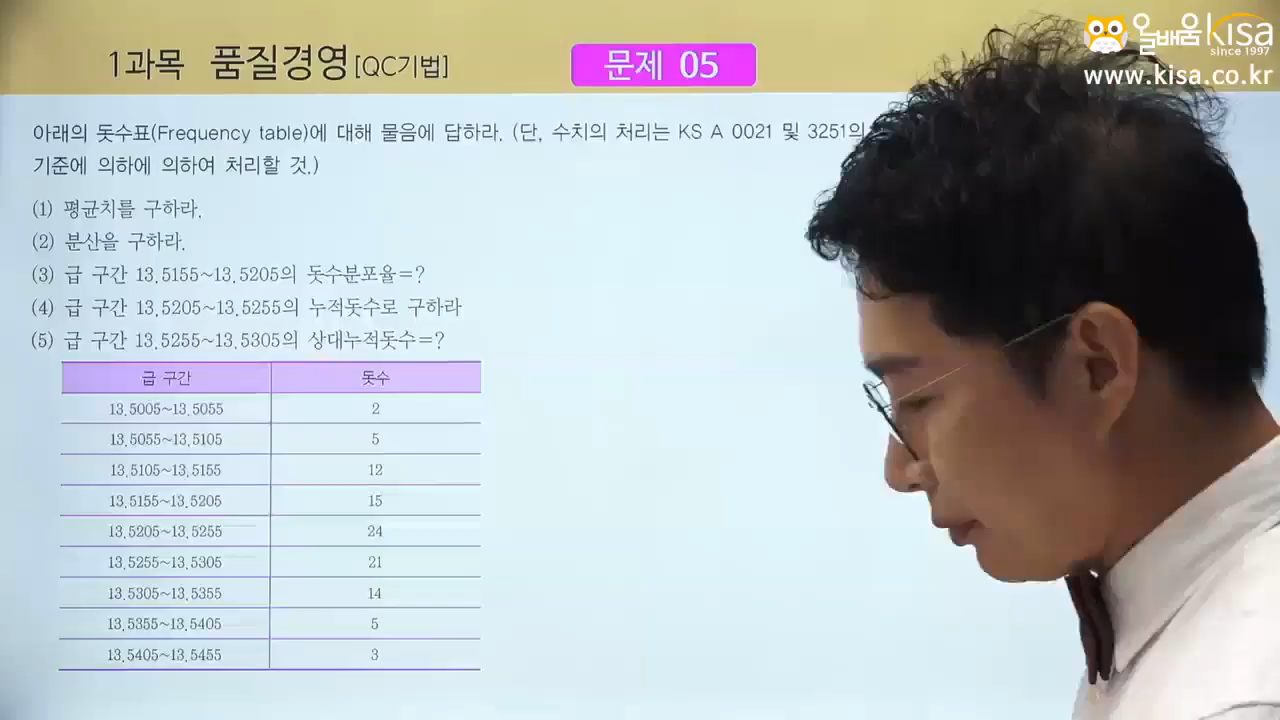 1과목 품질경영[QC기법]
문제 05
올배움kisa
since 1997
www.kisa.co.kr
아래의 돗수표(Frequency table)에 대해 물음에 답하라. (단, 수치의 처리는 KS A 0021 및 3251의
기준에 의하에 의하여 처리할 것.)
(1) 평균치를 구하라.
(2) 분산을 구하라.
(3) 급 구간 13.5155~13.5205의 돗수분포율=?
(4) 급 구간 13.5205~13.5255의 누적돗수로 구하라
(5) 급 구간 13.5255~13.5305의 상대누적돗수=?
급 구간 돗수
13.5005~13.5055 2
13.5055~13.5105 5
13.5105~13.5155 12
13.5155~13.5205 15
13.5205~13.5255 24
13.5255~13.5305 21
13.5305~13.5355 14
13.5355~13.5405 5
13.5405~13.5455 3